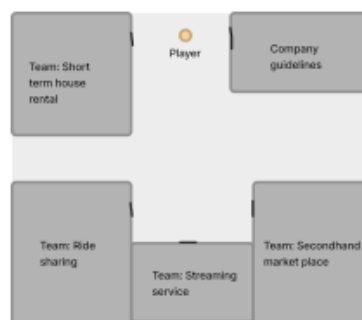 Player
Team: Short
term house
rental
Company
guidelines
Team: Ride
sharing
Team: Streaming
service
Team: Secondhand
market place